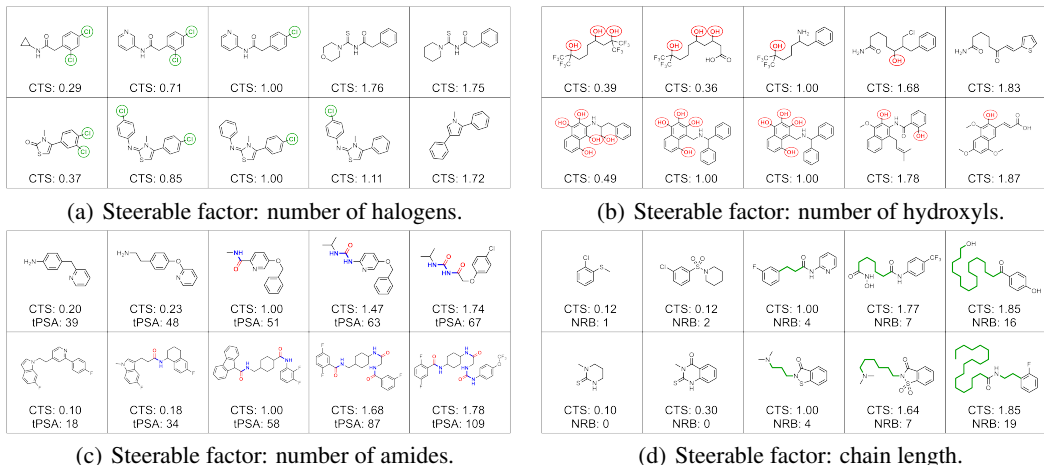 CTS: 0.29 CTS: 0.71 CTS: 1.00 CTS: 1.76 CTS: 1.75
CTS: 0.37 CTS: 0.85 CTS: 1.00 CTS: 1.11 CTS: 1.72
(a) Steerable factor: number of halogens.
CTS: 0.39 CTS: 0.36 CTS: 1.00 CTS: 1.68 CTS: 1.83
CTS: 0.49 CTS: 1.00 CTS: 1.00 CTS: 1.78 CTS: 1.87
(b) Steerable factor: number of hydroxyls.
CTS: 0.20 CTS: 0.23 CTS: 1.00 CTS: 1.47 CTS: 1.74
tPSA: 39 tPSA: 48 tPSA: 51 tPSA: 63 tPSA: 67
CTS: 0.10 CTS: 0.18 CTS: 1.00 CTS: 1.68 CTS: 1.78
tPSA: 18 tPSA: 34 tPSA: 58 tPSA: 87 tPSA: 109
(c) Steerable factor: number of amides.
CTS: 0.12 CTS: 0.12 CTS: 1.00 CTS: 1.77 CTS: 1.85
NRB: 1 NRB: 2 NRB: 4 NRB: 7 NRB: 16
CTS: 0.10 CTS: 0.30 CTS: 1.00 CTS: 1.64 CTS: 1.85
NRB: 0 NRB: 0 NRB: 4 NRB: 7 NRB: 19
(d) Steerable factor: chain length.